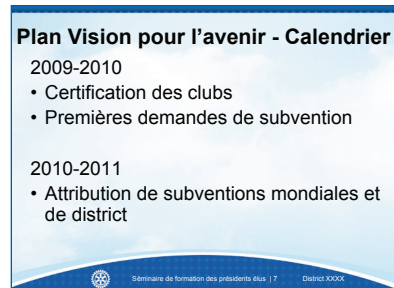 Plan Vision pour l’avenir - Calendrier
2009-2010
• Certification des clubs
• Premières demandes de subvention
2010-2011
• Attribution de subventions mondiales et
de district
Séminaire de formation des présidents élus | 7 District XXXX